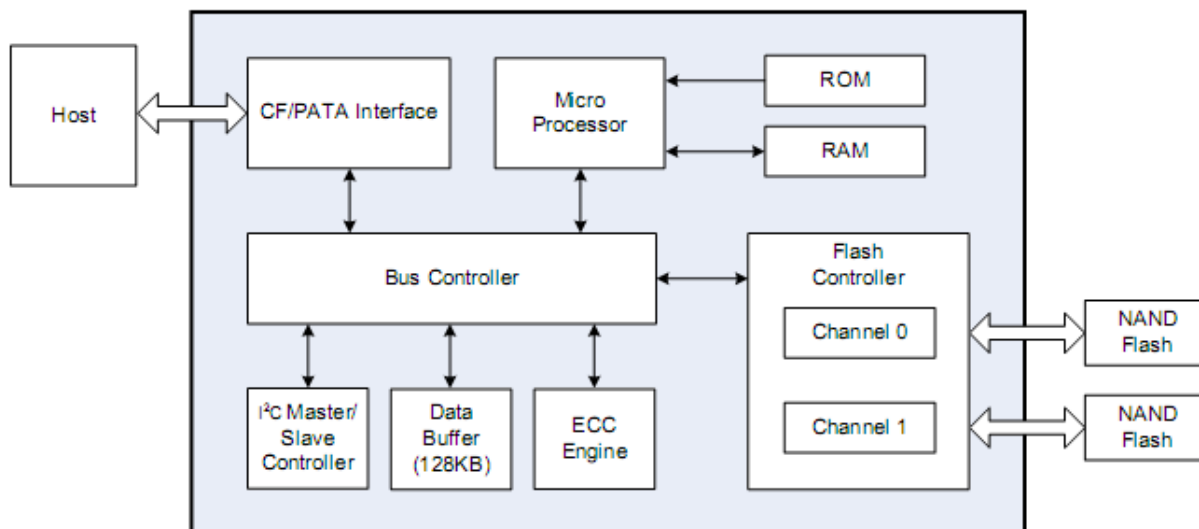 Host
CF/PATA Interface
Micro
Processor
ROM
RAM
Bus Controller
Flash
Controller
Channel 0
Channel 1
NAND
Flash
NAND
Flash
I²C Master/
Slave
Controller
Data
Buffer
(128KB)
ECC
Engine